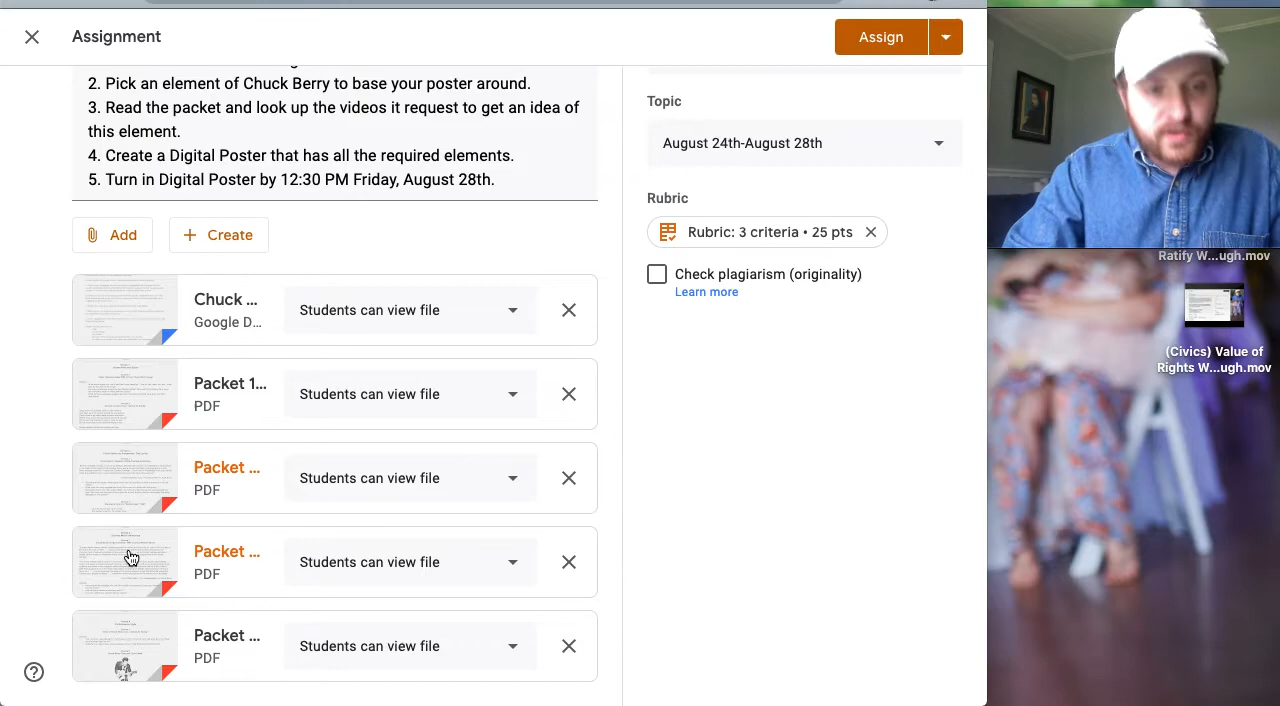 Assignment
Assign
2. Pick an element of Chuck Berry to base your poster around.
3. Read the packet and look up the videos it request to get an idea of
this element.
4. Create a Digital Poster that has all the required elements.
5. Turn in Digital Poster by 12:30 PM Friday, August 28th.
Add
Create
Chuck ...
Google D...
Students can view file
Packet 1...
PDF
Students can view file
Packet ...
PDF
Students can view file
Packet ...
PDF
Students can view file
Packet ...
PDF
Students can view file
Topic
August 24th-August 28th
Rubric
Rubric: 3 criteria • 25 pts
Check plagiarism (originality)
Learn more
Ratify W...ugh.mov
(Civics) Value of
Rights W...ugh.mov